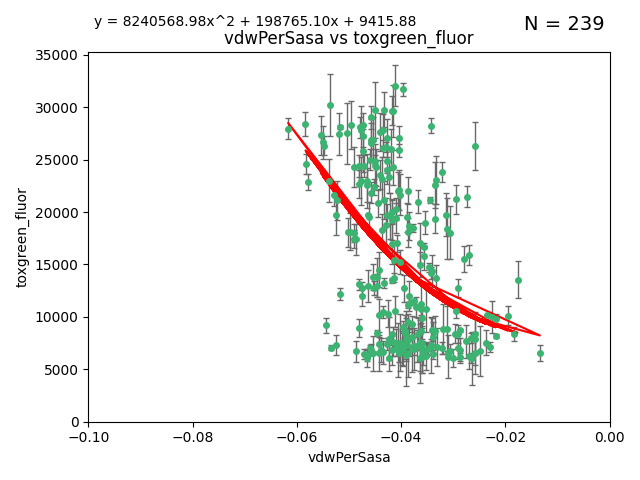 y = 8240568.98x^2 + 198765.10x + 9415.88
N = 239
vdwPerSasa vs toxgreen_fluor
35000
30000
25000
20000
15000
10000
5000
0
toxgreen_fluor
−0.10
−0.08
−0.06
−0.04
−0.02
0.00
vdwPerSasa